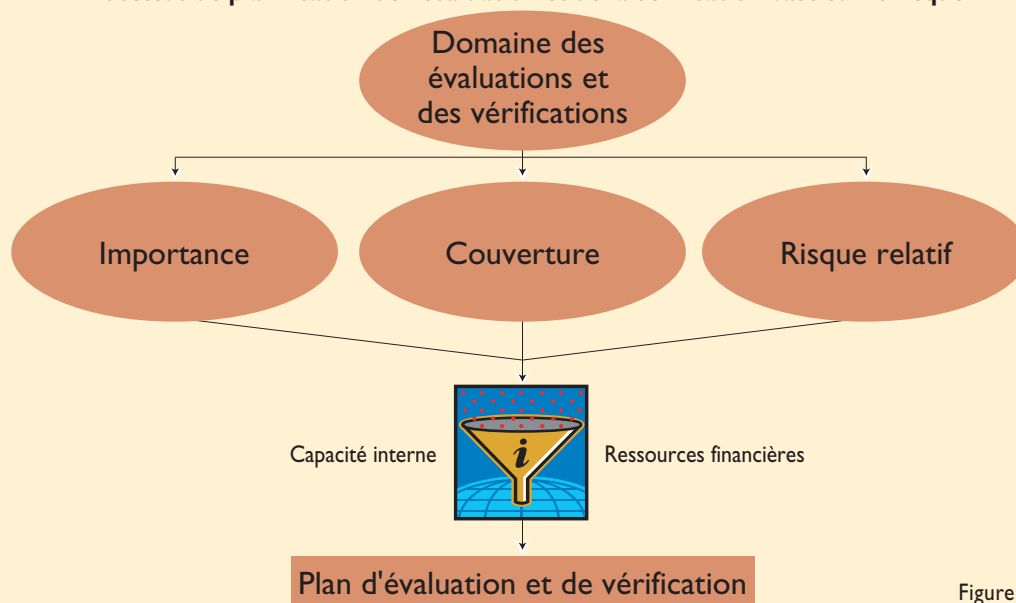 Domaine des
évaluations et
des vérifications
Importance
Couverture
Risque relatif
Capacité interne
i
Ressources financières
Plan d'évaluation et de vérification
Figure